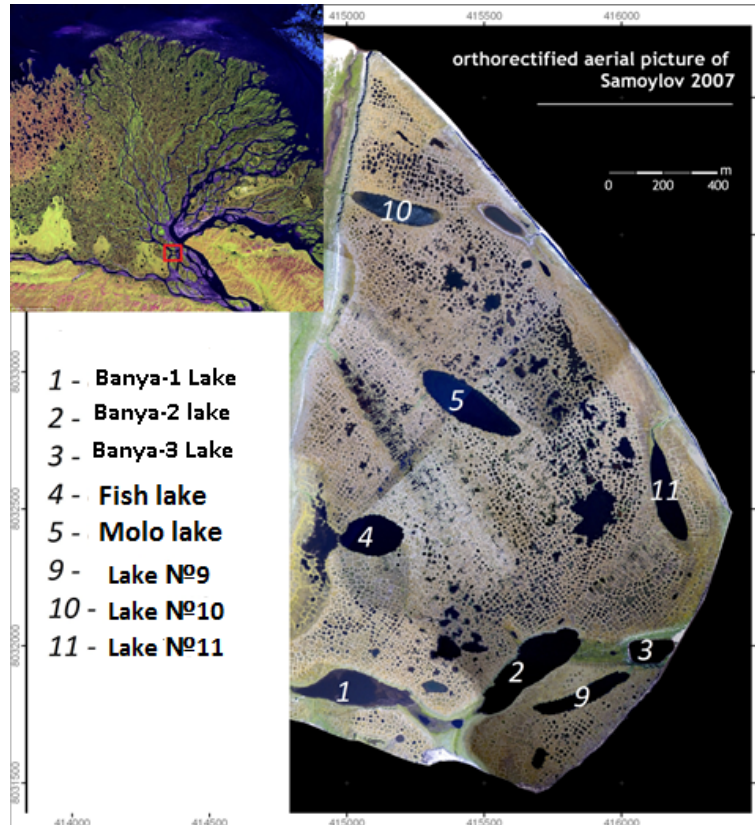 415000 415500 416000
orthorectified aerial picture of
Samoylov 2007
m
0 200 400
10
5
11
4
3
2
9
1
1 - Banya-1 Lake
2 - Banya-2 lake
3 - Banya-3 Lake
4 - Fish lake
5 - Molo lake
9 - Lake №9
10 - Lake №10
11 - Lake №11
8033000
8032500
8032000
8031500
414000 414500 415000 415500 416000